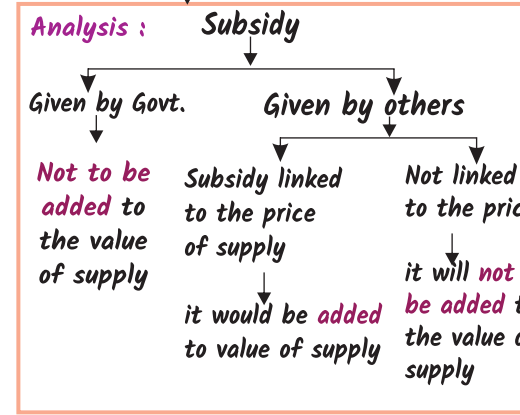 Analysis :
Subsidy
Given by Govt.
Given by others
Not to be
added to
the value
of supply
Subsidy linked
to the price
of supply
it would be added
to value of supply
Not linked
to the
it will not
be added
the value
supply